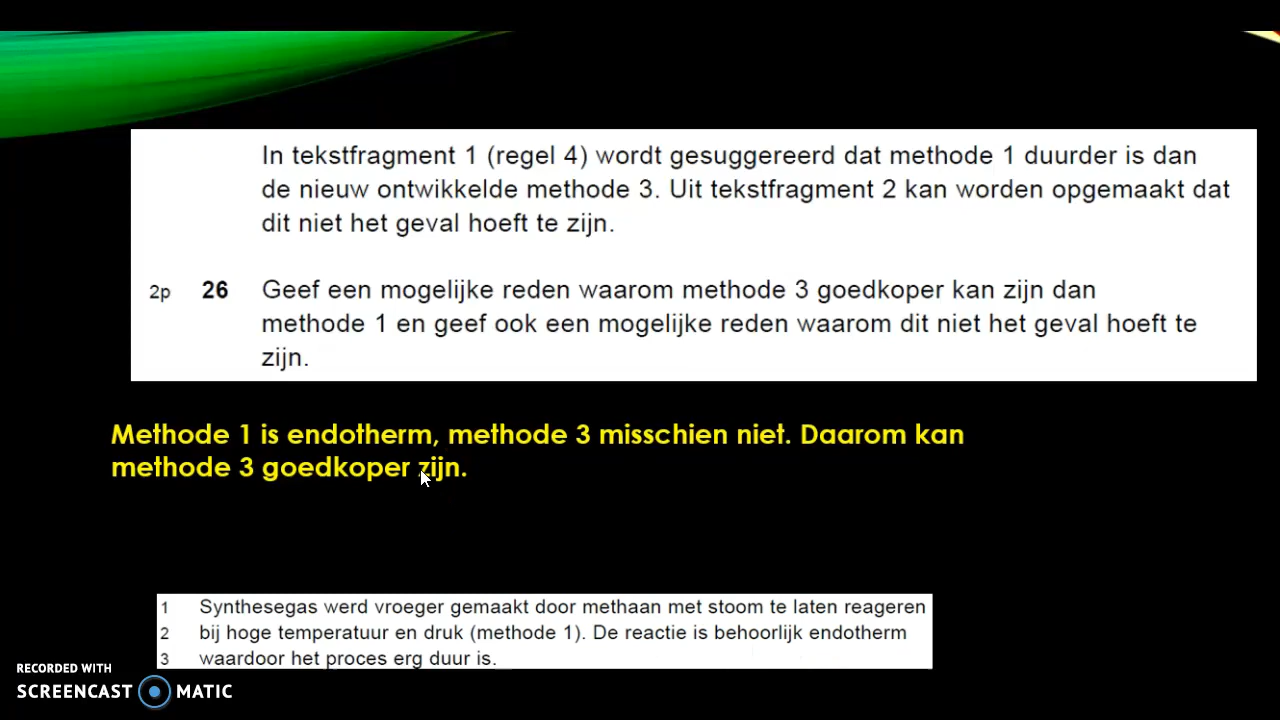 In tekstfragment 1 (regel 4) wordt gesuggereerd dat methode 1 duurder is dan
de nieuw ontwikkelde methode 3. Uit tekstfragment 2 kan worden opgemaakt dat
dit niet het geval hoeft te zijn.
2p 26 Geef een mogelijke reden waarom methode 3 goedkoper kan zijn dan
methode 1 en geef ook een mogelijke reden waarom dit niet het geval hoeft te
zijn.
Methode 1 is endotherm, methode 3 misschien niet. Daarom kan
methode 3 goedkoper zijn.
1 Synthesegas werd vroeger gemaakt door methaan met stoom te laten reageren
2 bij hoge temperatuur en druk (methode 1). De reactie is behoorlijk endotherm
3 waardoor het proces erg duur is.
RECORDED WITH
SCREENCAST MATIC